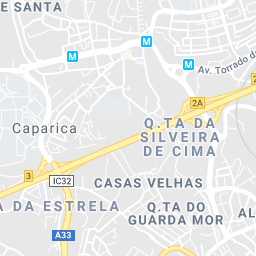 E SANTA
M
M
M
Av. Torrado da
2A
Q.TA DA
SILVEIRA
DE CIMA
Caparica
3
IC32
CASAS VELHAS
A DA ESTRELA
Q.TA DO
GUARDA MOR
AL
A33